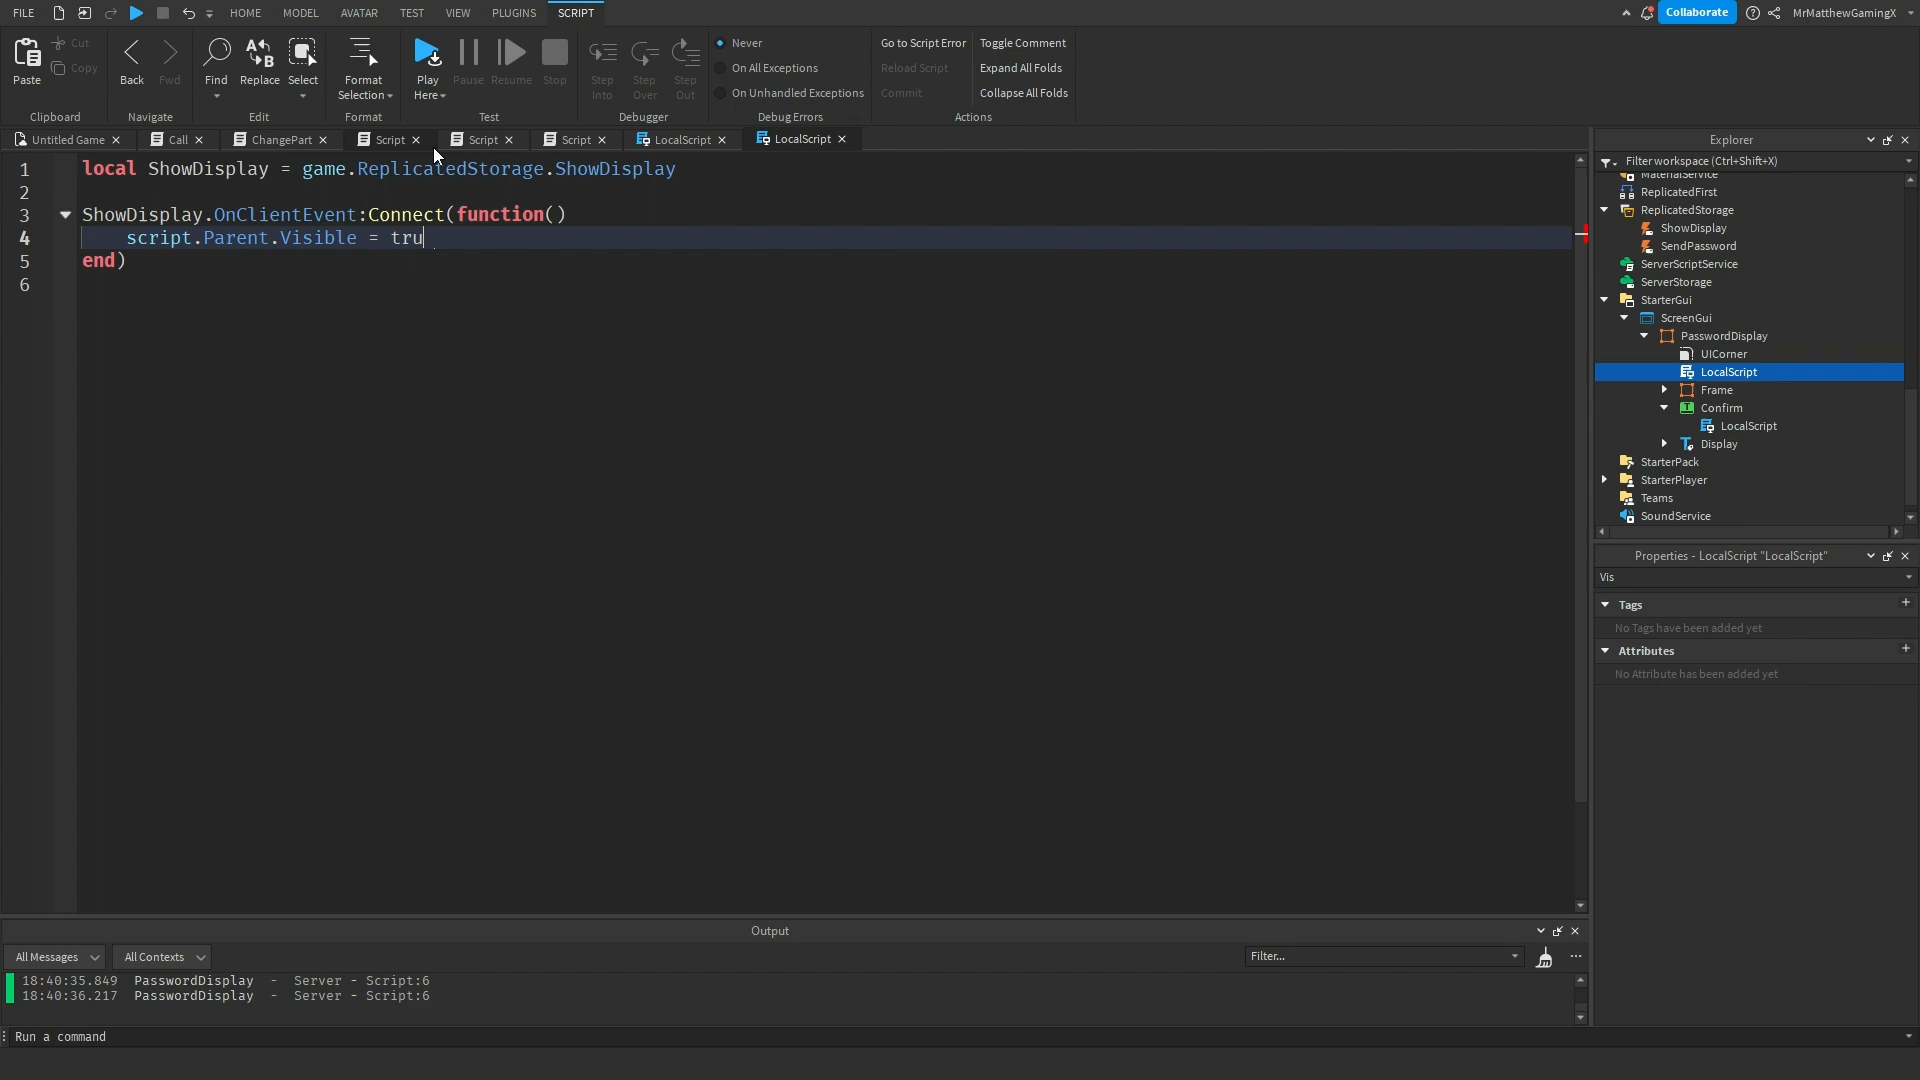 FILE HOME MODEL AVATAR TEST VIEW PLUGINS SCRIPT Collaborate MrMatthewGamingX
Paste Cut Copy
Clipboard
Back Fwd
Navigate
Find Replace Select
Edit
Format Selection
Format
Play Here Pause Resume Stop
Test
Step Into Step Over Step Out
Debugger
Never
On All Exceptions
On Unhandled Exceptions
Debug Errors
Go to Script Error Toggle Comment
Reload Script Expand All Folds
Commit Collapse All Folds
Actions
Untitled Game Call ChangePart Script Script Script LocalScript LocalScript
1 local ShowDisplay = game.ReplicatedStorage.ShowDisplay
2
3 ShowDisplay.OnClientEvent:Connect(function()
4 script.Parent.Visible = tru
5 end)
6
Explorer
Filter workspace (Ctrl+Shift+X)
MaterialService
ReplicatedFirst
ReplicatedStorage
ShowDisplay
SendPassword
ServerScriptService
ServerStorage
StarterGui
ScreenGui
PasswordDisplay
UICorner
LocalScript
Frame
Confirm
LocalScript
Display
StarterPack
StarterPlayer
Teams
SoundService
Properties - LocalScript "LocalScript"
Vis
Tags
No Tags have been added yet
Attributes
No Attribute has been added yet
Output
All Messages All Contexts Filter...
18:40:35.849 PasswordDisplay - Server - Script:6
18:40:36.217 PasswordDisplay - Server - Script:6
Run a command